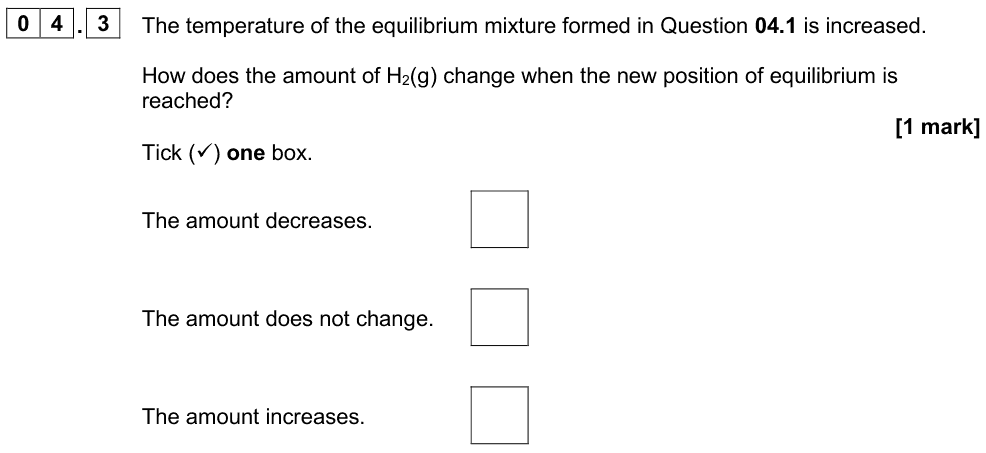 04.3 The temperature of the equilibrium mixture formed in Question 04.1 is increased.
How does the amount of H₂(g) change when the new position of equilibrium is
reached?
[1 mark]
Tick (✓) one box.
The amount decreases.
The amount does not change.
The amount increases.